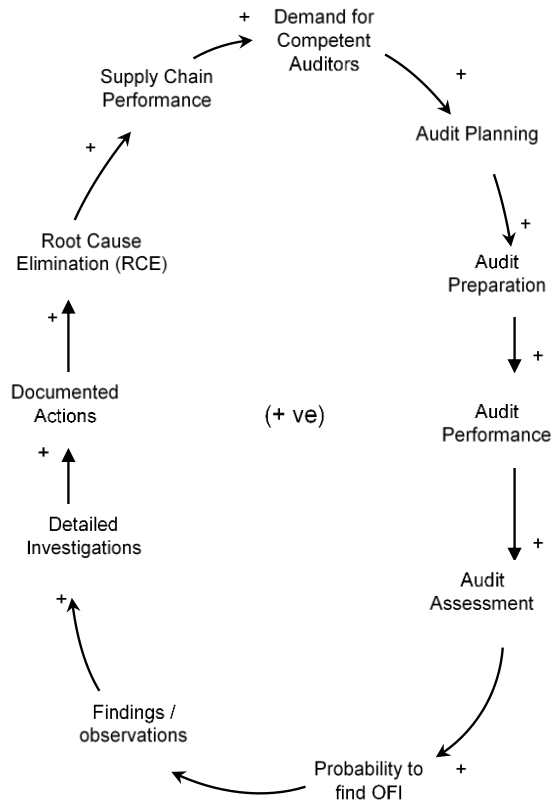 +
Demand for
Competent
Auditors
+
Audit Planning
+
Audit
Preparation
+
Audit
Performance
+
Audit
Assessment
+
Probability to
find OFI
Findings /
observations
+
Detailed
Investigations
+
Documented
Actions
+
Root Cause
Elimination (RCE)
+
Supply Chain
Performance
(+ ve)